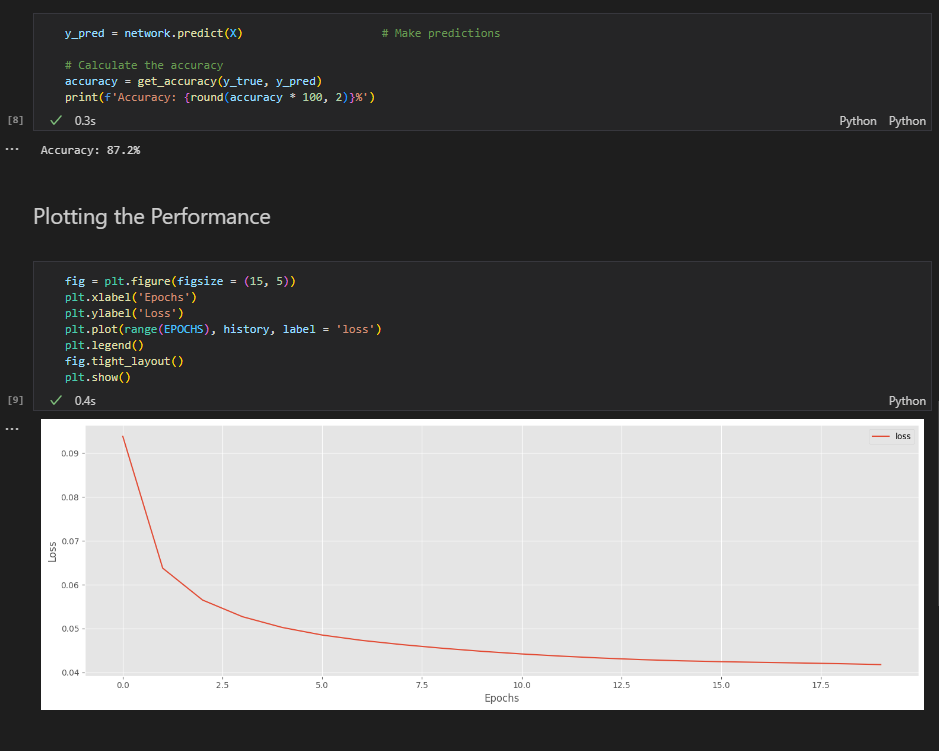 y_pred = network.predict(X)                     # Make predictions
# Calculate the accuracy
accuracy = get_accuracy(y_true, y_pred)
print(f'Accuracy: {round(accuracy * 100, 2)}%')
[8] 0.3s Python Python
... Accuracy: 87.2%
Plotting the Performance
fig = plt.figure(figsize = (15, 5))
plt.xlabel('Epochs')
plt.ylabel('Loss')
plt.plot(range(EPOCHS), history, label = 'loss')
plt.legend()
fig.tight_layout()
plt.show()
[9] 0.4s Python
...
loss
0.09
0.08
0.07
0.06
0.05
0.04
Loss
0.0 2.5 5.0 7.5 10.0 12.5 15.0 17.5
Epochs